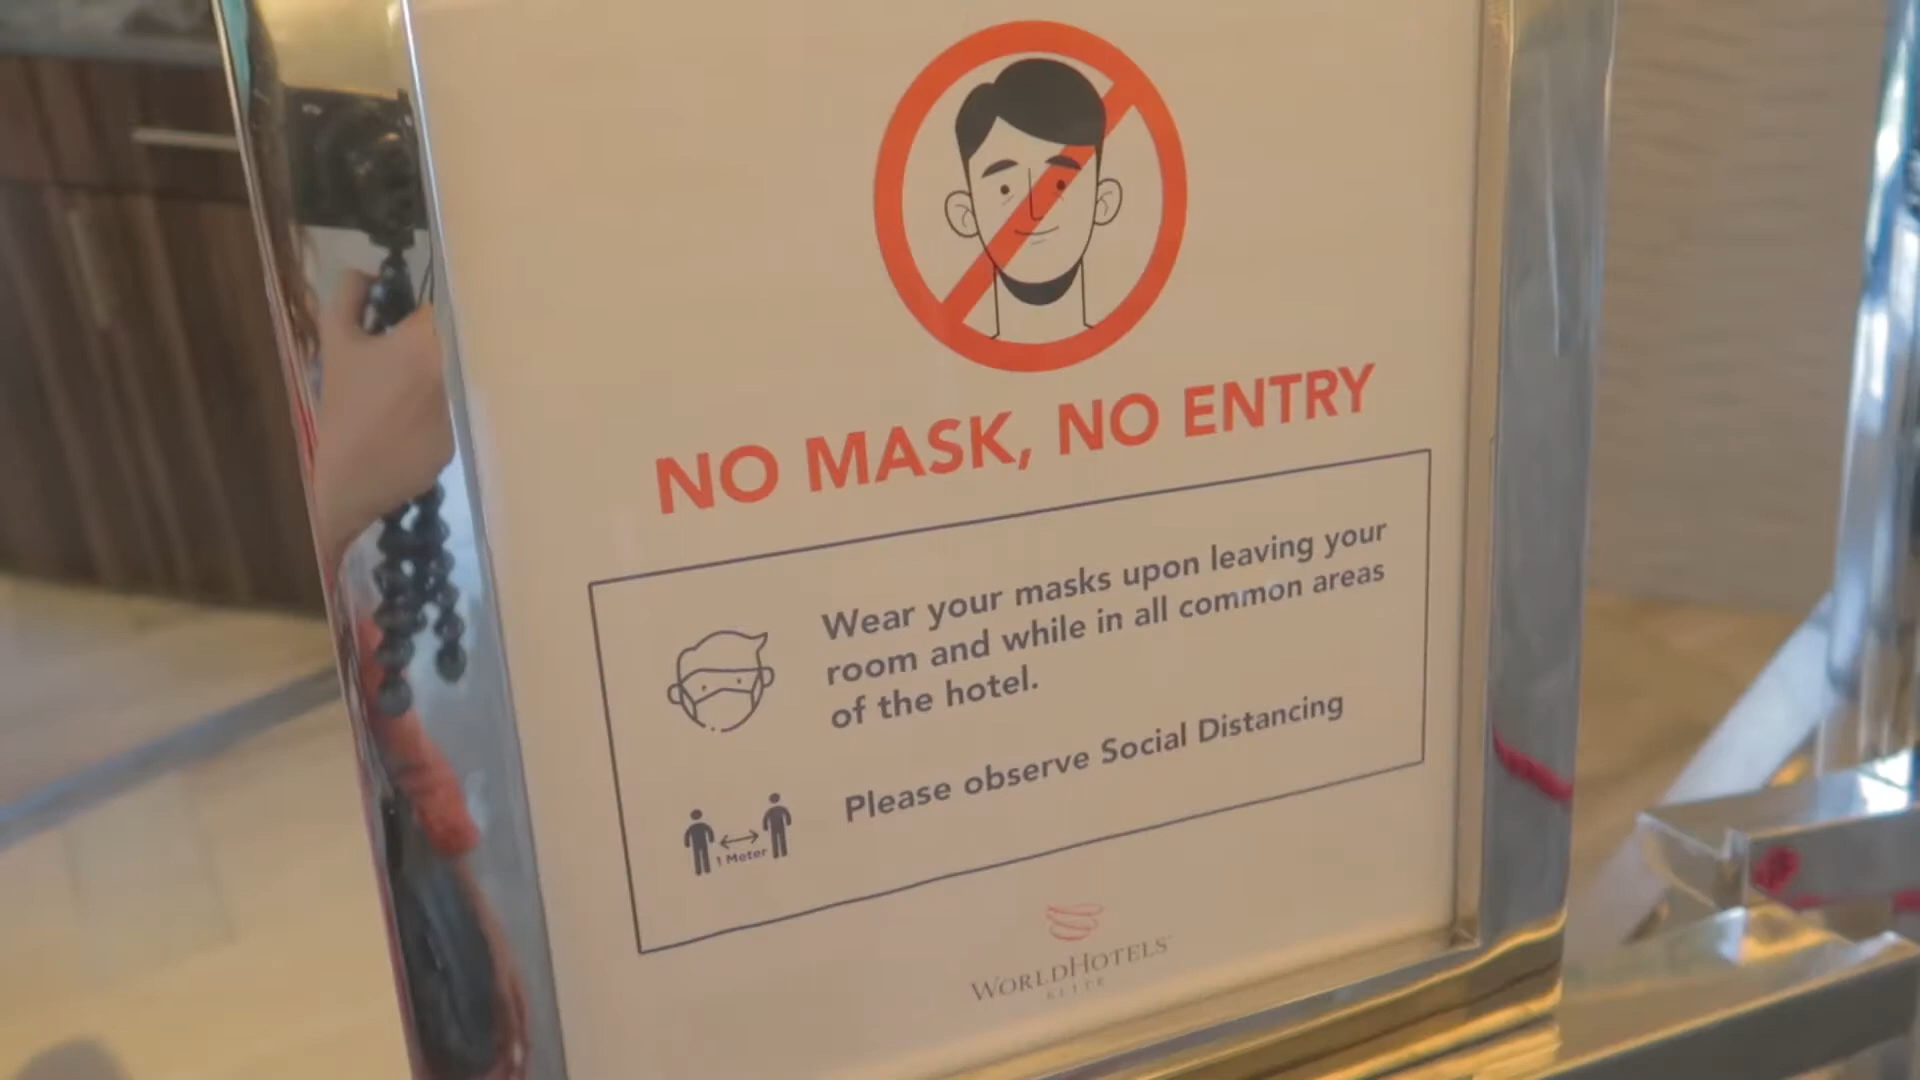 NO MASK, NO ENTRY
Wear your masks upon leaving your
room and while in all common areas
of the hotel.
Please observe Social Distancing
1 Meter
WORLDHOTELS
ELITE